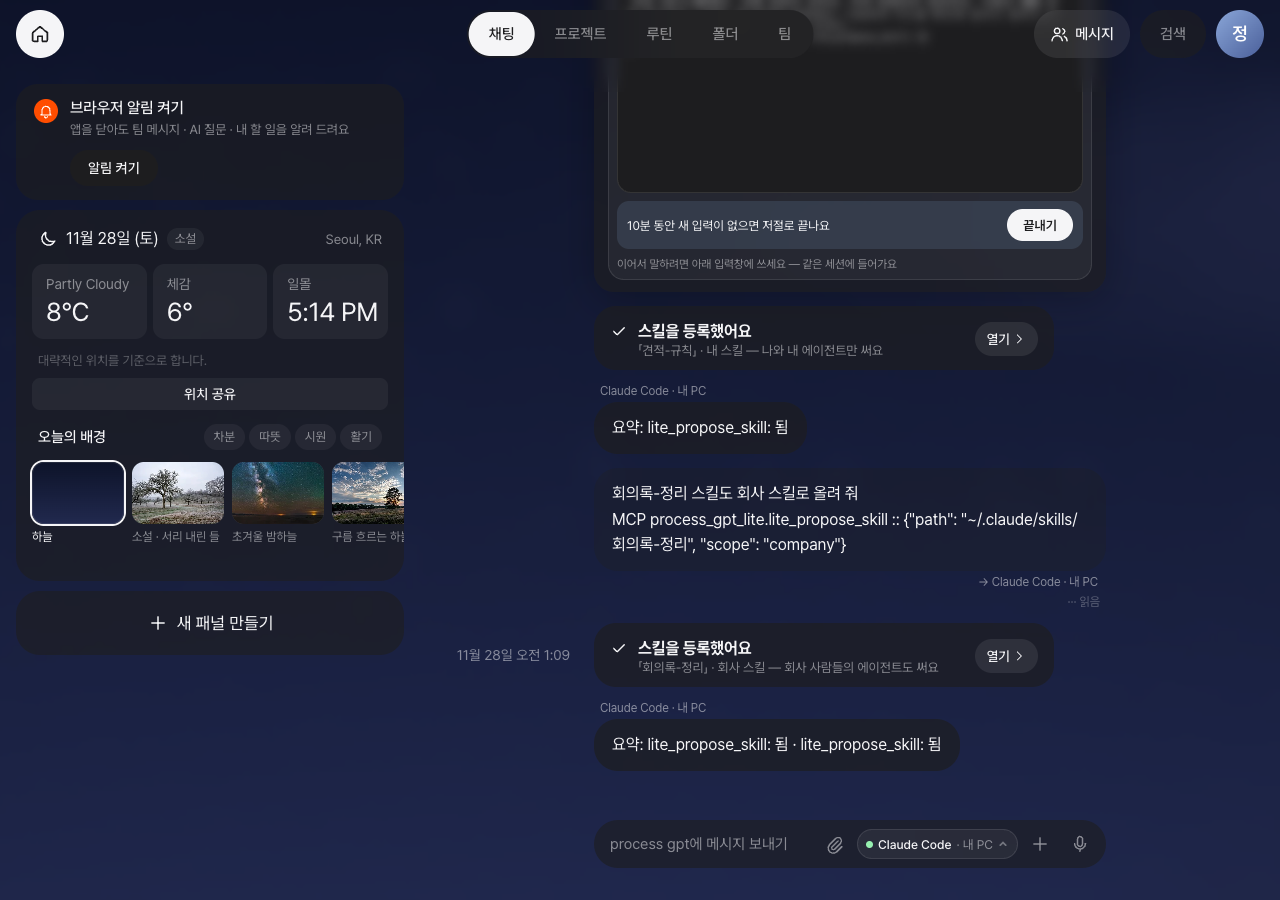 채팅
프로젝트
루틴
폴더
팀
메시지
검색
정
브라우저 알림 켜기
앱을 닫아도 팀 메시지 · AI 질문 · 내 할 일을 알려 드려요
알림 켜기
11월 28일 (토)
소설
Seoul, KR
Partly Cloudy
8°C
체감
6°
일몰
5:14 PM
대략적인 위치를 기준으로 합니다.
위치 공유
오늘의 배경
차분
따뜻
시원
활기
하늘
소설 · 서리 내린 들
초겨울 밤하늘
구름 흐르는 하늘
새 패널 만들기
10분 동안 새 입력이 없으면 저절로 끝나요
끝내기
이어서 말하려면 아래 입력창에 쓰세요 — 같은 세션에 들어가요
스킬을 등록했어요
「견적-규칙」 · 내 스킬 — 나와 내 에이전트만 써요
열기
Claude Code · 내 PC
요약: lite_propose_skill: 됨
회의록-정리 스킬도 회사 스킬로 올려 줘
MCP process_gpt_lite.lite_propose_skill :: {"path": "~/.claude/skills/
회의록-정리", "scope": "company"}
→ Claude Code · 내 PC
··· 읽음
11월 28일 오전 1:09
스킬을 등록했어요
「회의록-정리」 · 회사 스킬 — 회사 사람들의 에이전트도 써요
열기
Claude Code · 내 PC
요약: lite_propose_skill: 됨 · lite_propose_skill: 됨
process gpt에 메시지 보내기
Claude Code · 내 PC